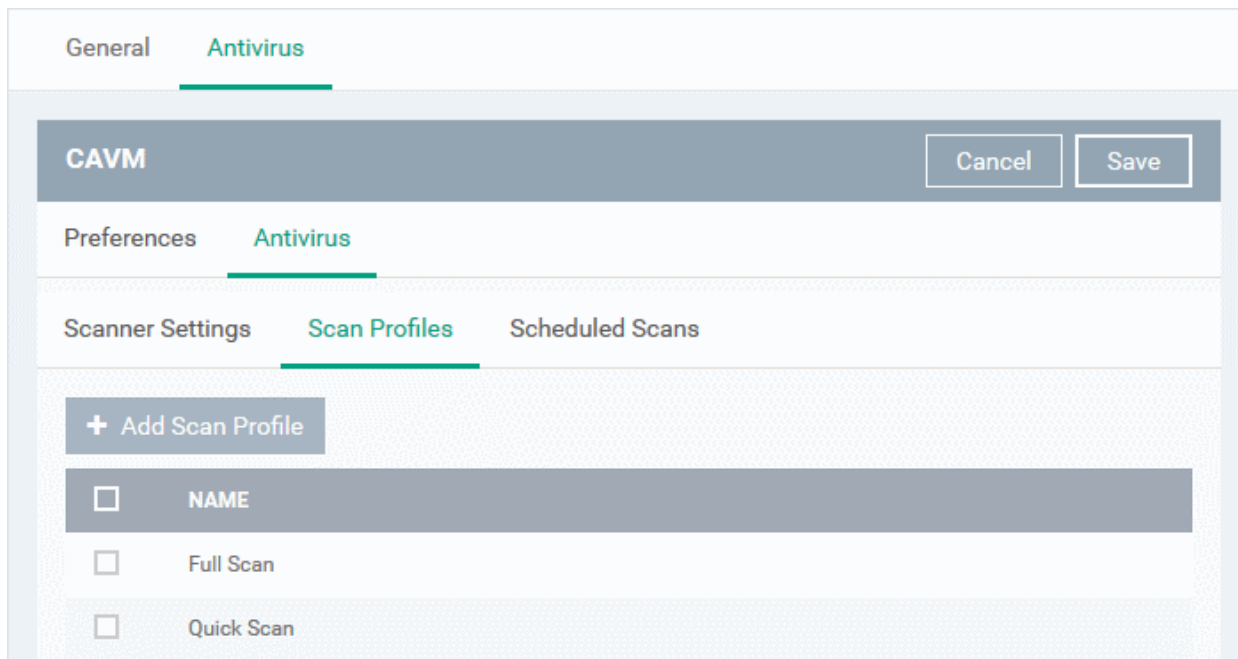 General Antivirus
CAVM Cancel Save
Preferences Antivirus
Scanner Settings Scan Profiles Scheduled Scans
+ Add Scan Profile
NAME
Full Scan
Quick Scan